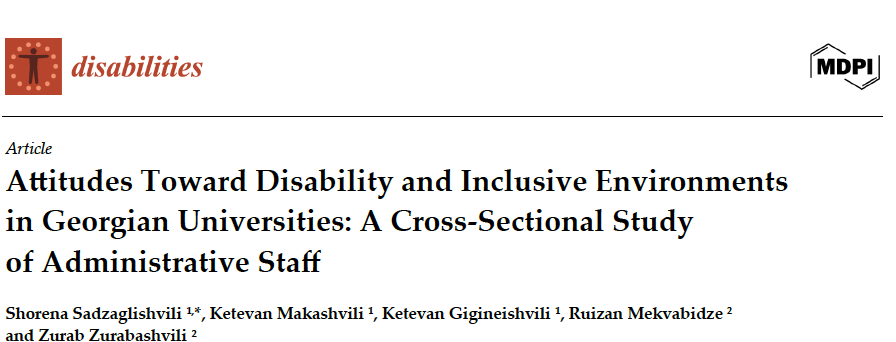 disabilities
MDPI
Article
Attitudes Toward Disability and Inclusive Environments
in Georgian Universities: A Cross-Sectional Study
of Administrative Staff
Shorena Sadzaglishvili ¹,*, Ketevan Makashvili ¹, Ketevan Gigineishvili ¹, Ruizan Mekvabidze ²
and Zurab Zurabashvili ²